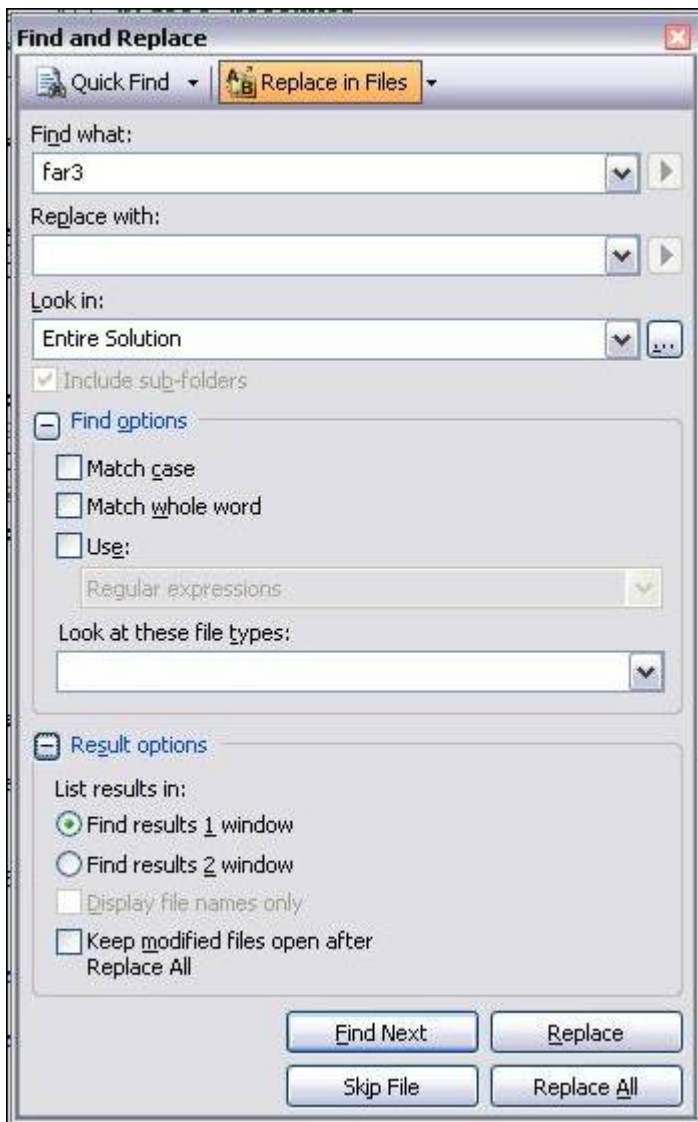 Find and Replace
Quick Find
Replace in Files
Find what:
far3
Replace with:
Look in:
Entire Solution
...
Include sub-folders
Find options
Match case
Match whole word
Use:
Regular expressions
Look at these file types:
Result options
List results in:
Find results 1 window
Find results 2 window
Display file names only
Keep modified files open after
Replace All
Find Next
Replace
Skip File
Replace All